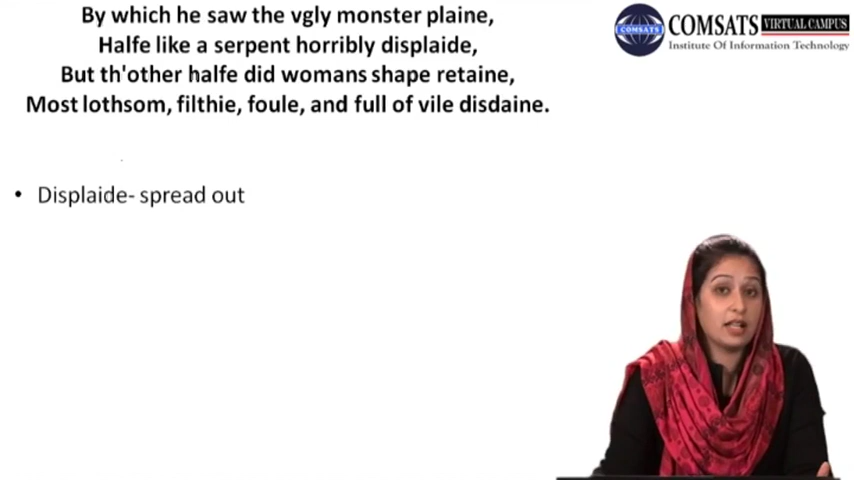 By which he saw the vgly monster plaine,
Halfe like a serpent horribly displaide,
But th'other halfe did womans shape retaine,
Most lothsom, filthie, foule, and full of vile disdaine.
• Displaide- spread out
COMSATS
COMSATS VIRTUAL CAMPUS
Institute Of Information Technology